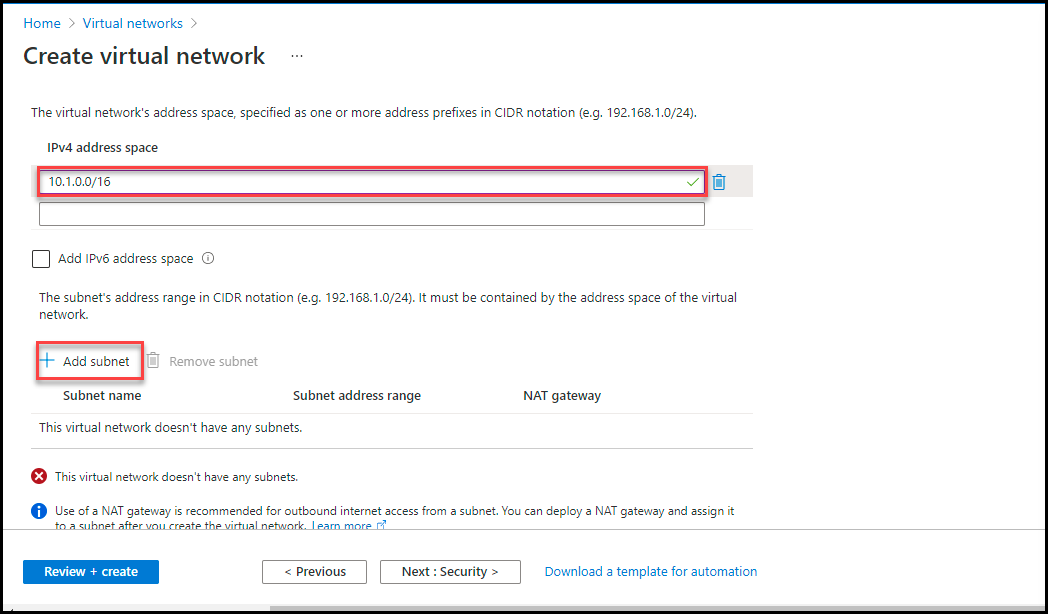 Home > Virtual networks >
Create virtual network ...
The virtual network's address space, specified as one or more address prefixes in CIDR notation (e.g. 192.168.1.0/24).
IPv4 address space
10.1.0.0/16
Add IPv6 address space
The subnet's address range in CIDR notation (e.g. 192.168.1.0/24). It must be contained by the address space of the virtual
network.
+ Add subnet Remove subnet
Subnet name Subnet address range NAT gateway
This virtual network doesn't have any subnets.
This virtual network doesn't have any subnets.
Use of a NAT gateway is recommended for outbound internet access from a subnet. You can deploy a NAT gateway and assign it
to a subnet after you create the virtual network. Learn more
Review + create < Previous Next : Security > Download a template for automation